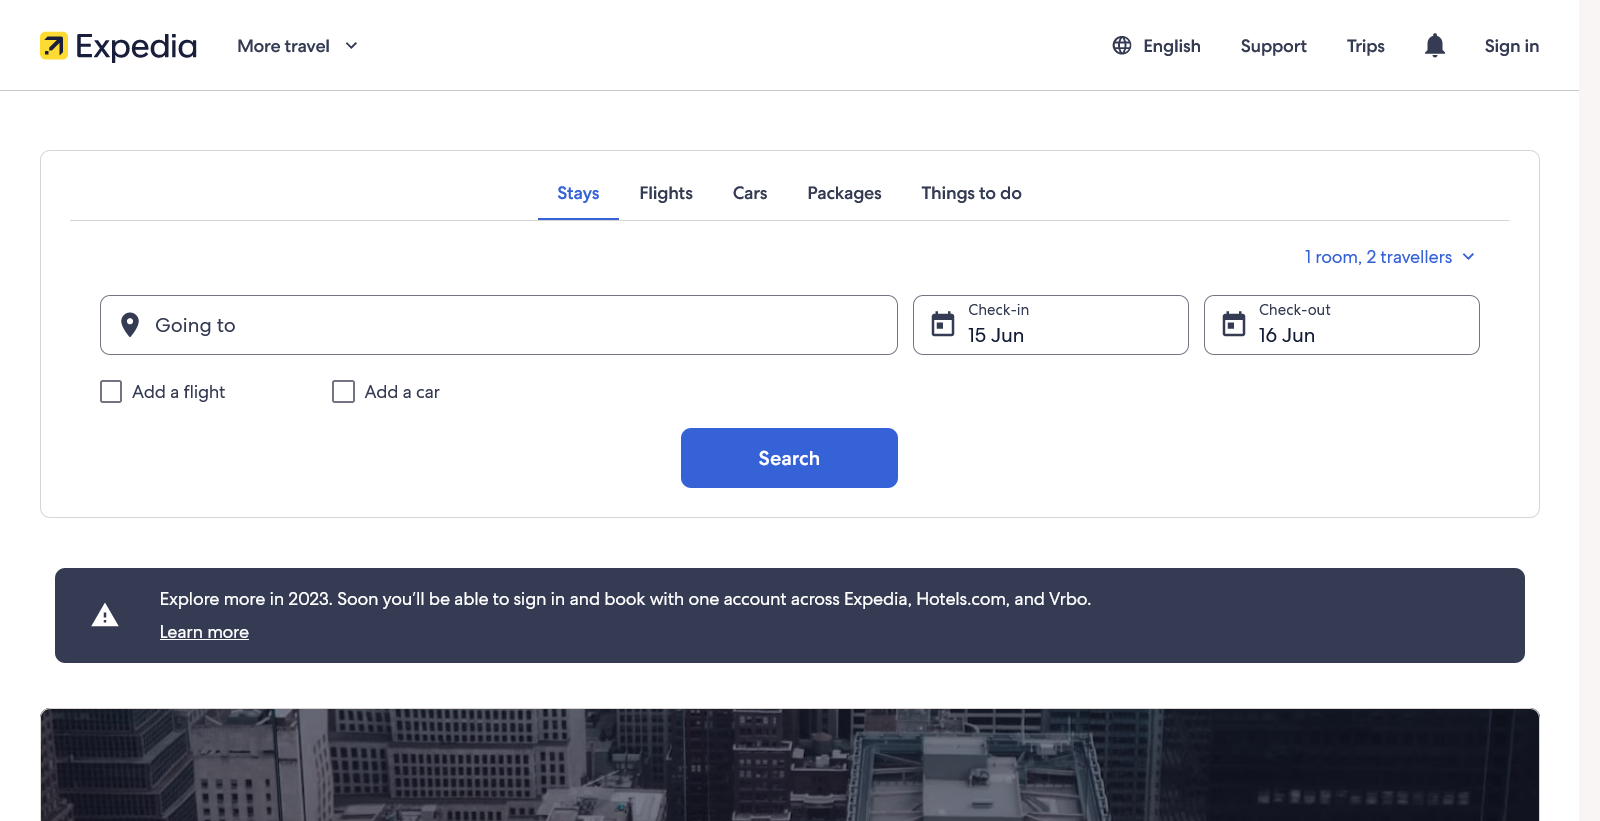 Expedia
More travel
English
Support
Trips
Sign in
Stays
Flights
Cars
Packages
Things to do
1 room, 2 travellers
Going to
Check-in
15 Jun
Check-out
16 Jun
Add a flight
Add a car
Search
Explore more in 2023. Soon you'll be able to sign in and book with one account across Expedia, Hotels.com, and Vrbo.
Learn more